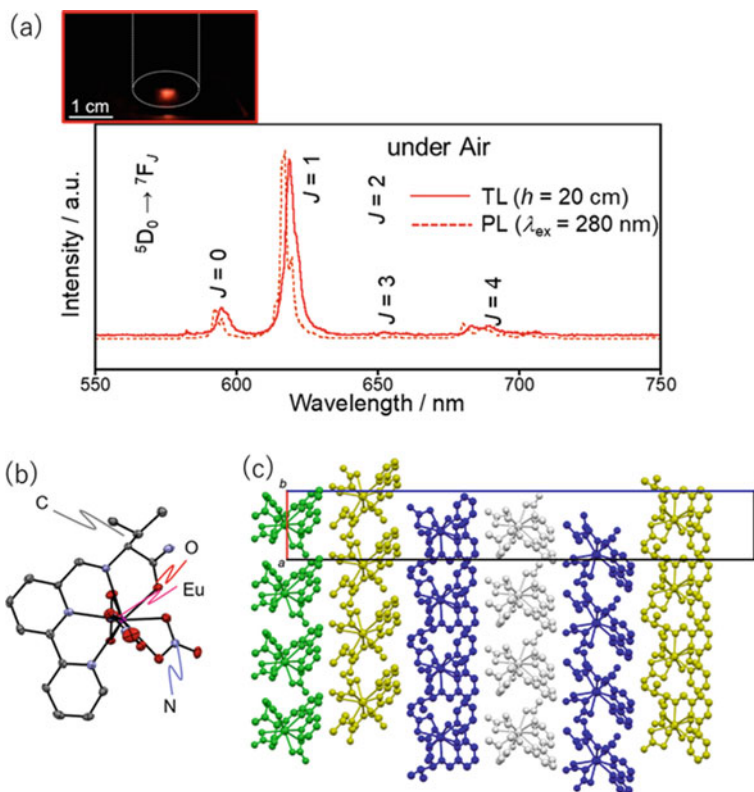 (a)
1 cm
under Air
⁵D₀ → ⁷F_J
J = 0
J = 1
J = 2
J = 3
J = 4
TL (h = 20 cm)
PL (λex = 280 nm)
Intensity / a.u.
550
600
650
700
750
Wavelength / nm
(b)
C
O
Eu
N
(c)
b
a